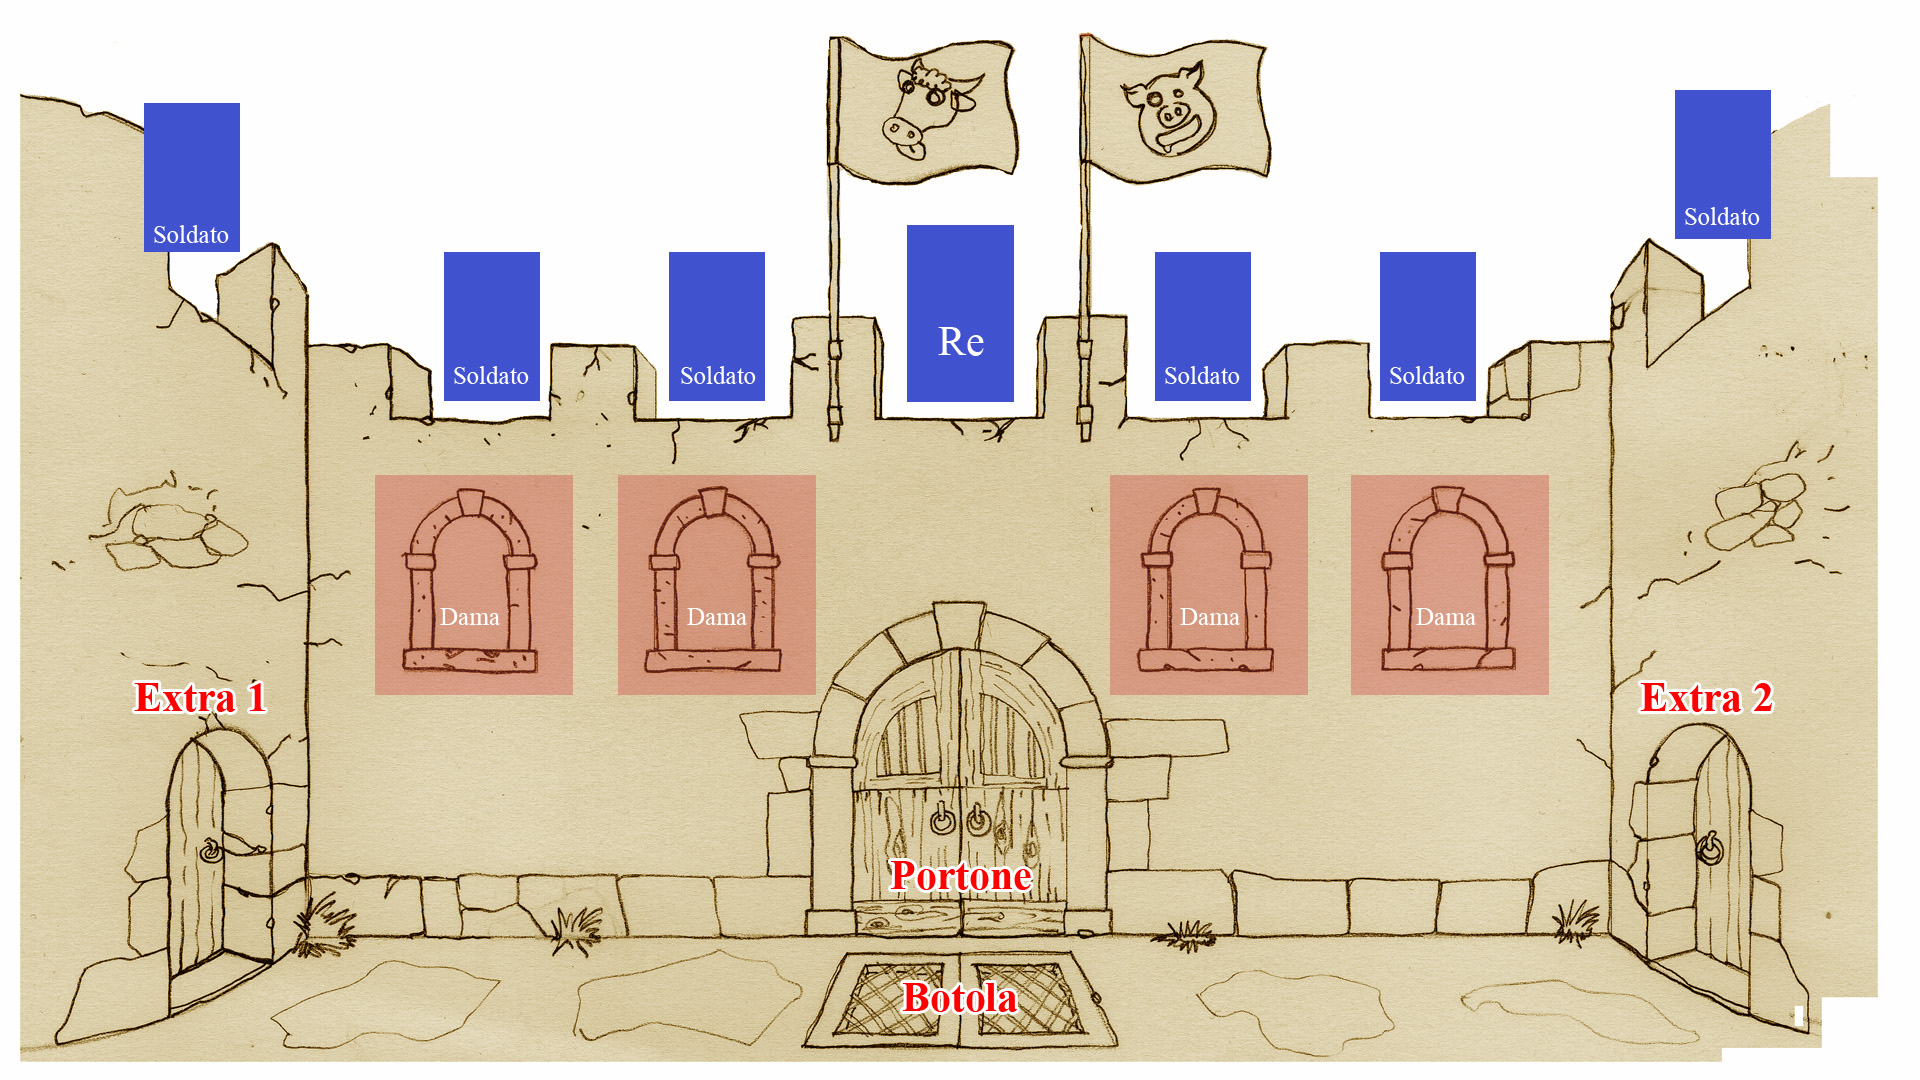 Soldato
Soldato
Soldato
Soldato
Re
Soldato
Soldato
Dama
Dama
Dama
Dama
Extra 1
Extra 2
Portone
Botola